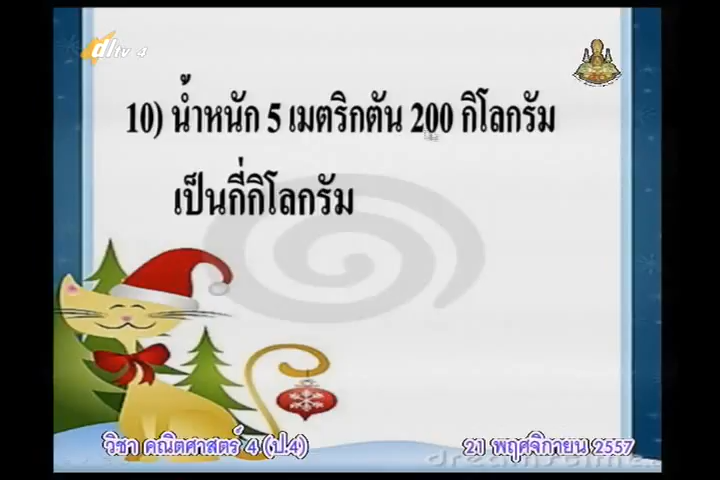 dltv 4
10) น้ำหนัก 5 เมตริกตัน 200 กิโลกรัม
เป็นกี่กิโลกรัม
วิชา คณิตศาสตร์ 4 (ป.4)
21 พฤศจิกายน 2557
dreamstime